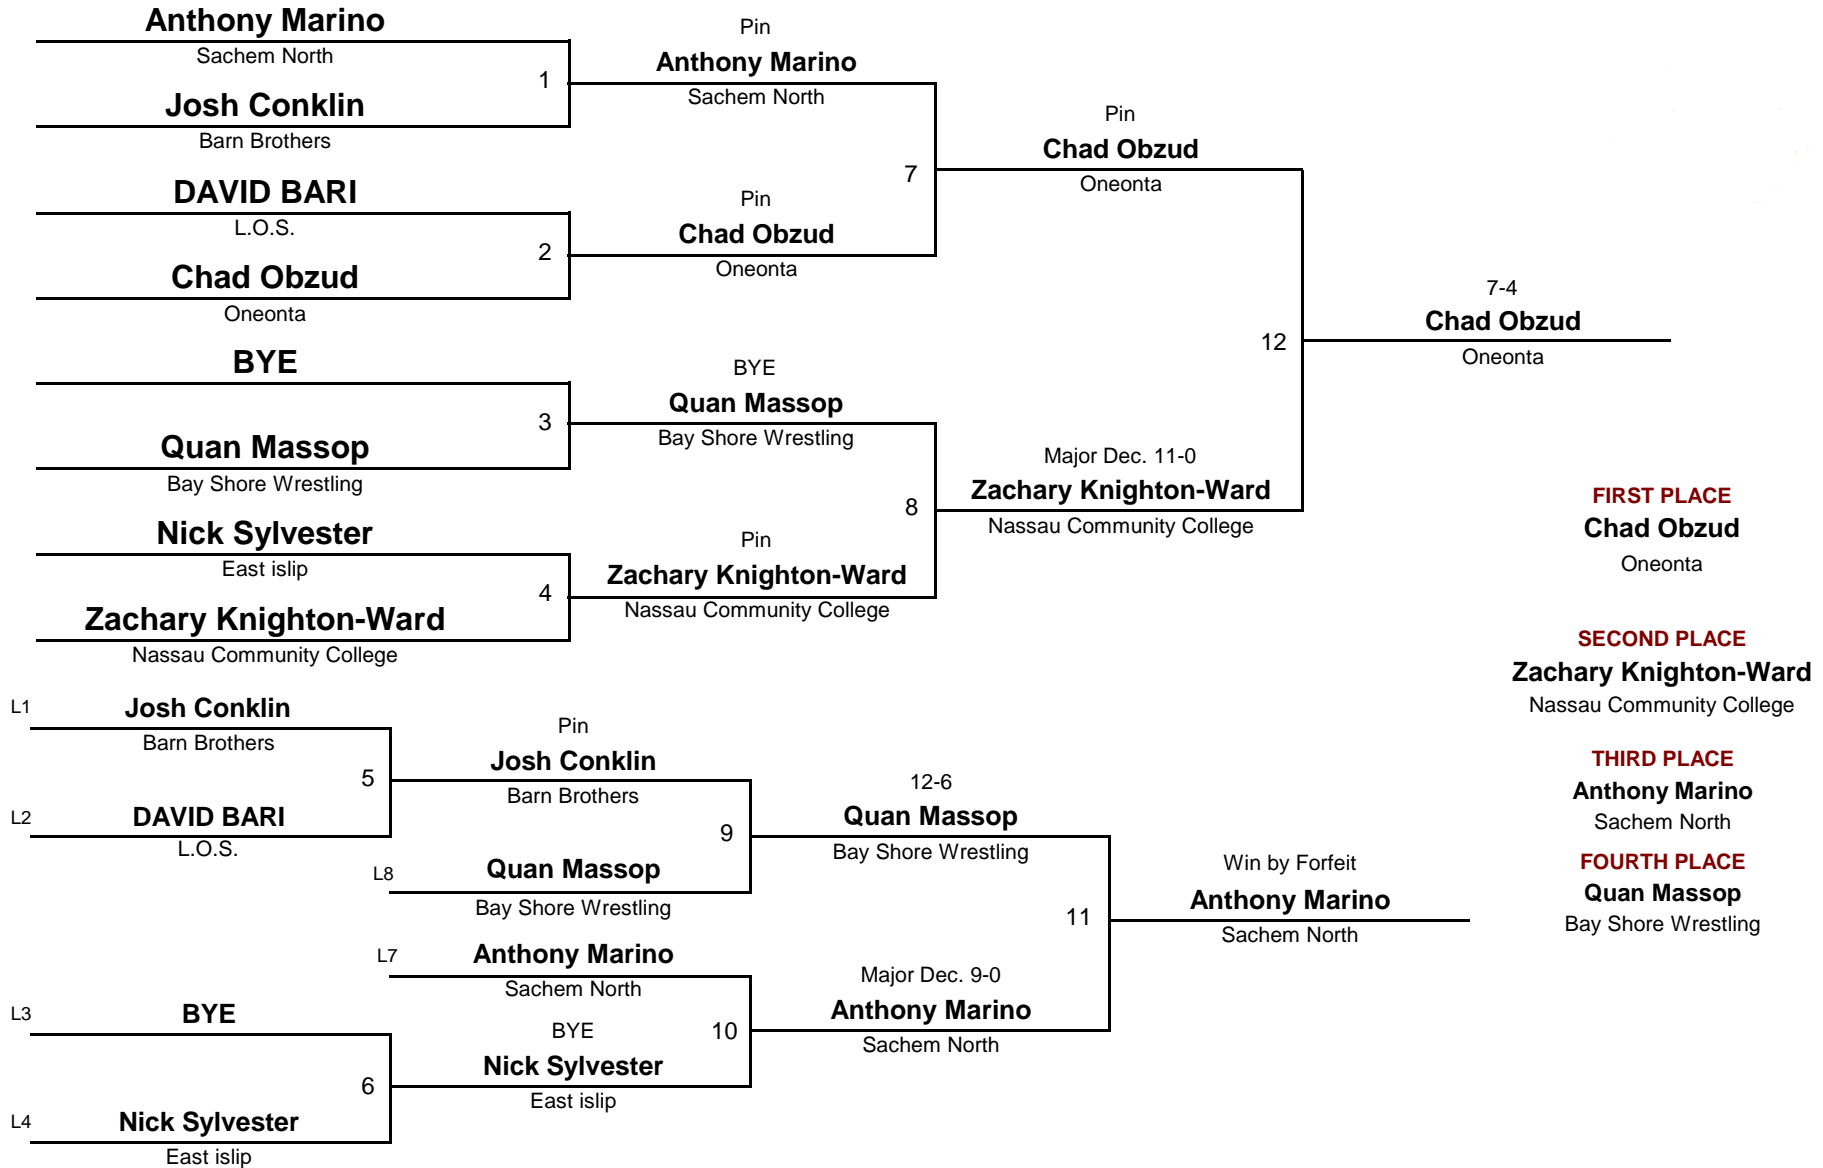 Anthony Marino
Sachem North
1
Josh Conklin
Barn Brothers
DAVID BARI
L.O.S.
2
Chad Obzud
Oneonta
BYE
3
Quan Massop
Bay Shore Wrestling
Nick Sylvester
East islip
4
Zachary Knighton-Ward
Nassau Community College
Pin
Anthony Marino
Sachem North
7
Pin
Chad Obzud
Oneonta
BYE
Quan Massop
Bay Shore Wrestling
8
Pin
Zachary Knighton-Ward
Nassau Community College
Pin
Chad Obzud
Oneonta
12
Major Dec. 11-0
Zachary Knighton-Ward
Nassau Community College
7-4
Chad Obzud
Oneonta
FIRST PLACE
Chad Obzud
Oneonta
SECOND PLACE
Zachary Knighton-Ward
Nassau Community College
THIRD PLACE
Anthony Marino
Sachem North
FOURTH PLACE
Quan Massop
Bay Shore Wrestling
L1
Josh Conklin
Barn Brothers
5
L2
DAVID BARI
L.O.S.
L3
BYE
6
L4
Nick Sylvester
East islip
Pin
Josh Conklin
Barn Brothers
9
L8
Quan Massop
Bay Shore Wrestling
L7
Anthony Marino
Sachem North
10
BYE
Nick Sylvester
East islip
12-6
Quan Massop
Bay Shore Wrestling
11
Major Dec. 9-0
Anthony Marino
Sachem North
Win by Forfeit
Anthony Marino
Sachem North